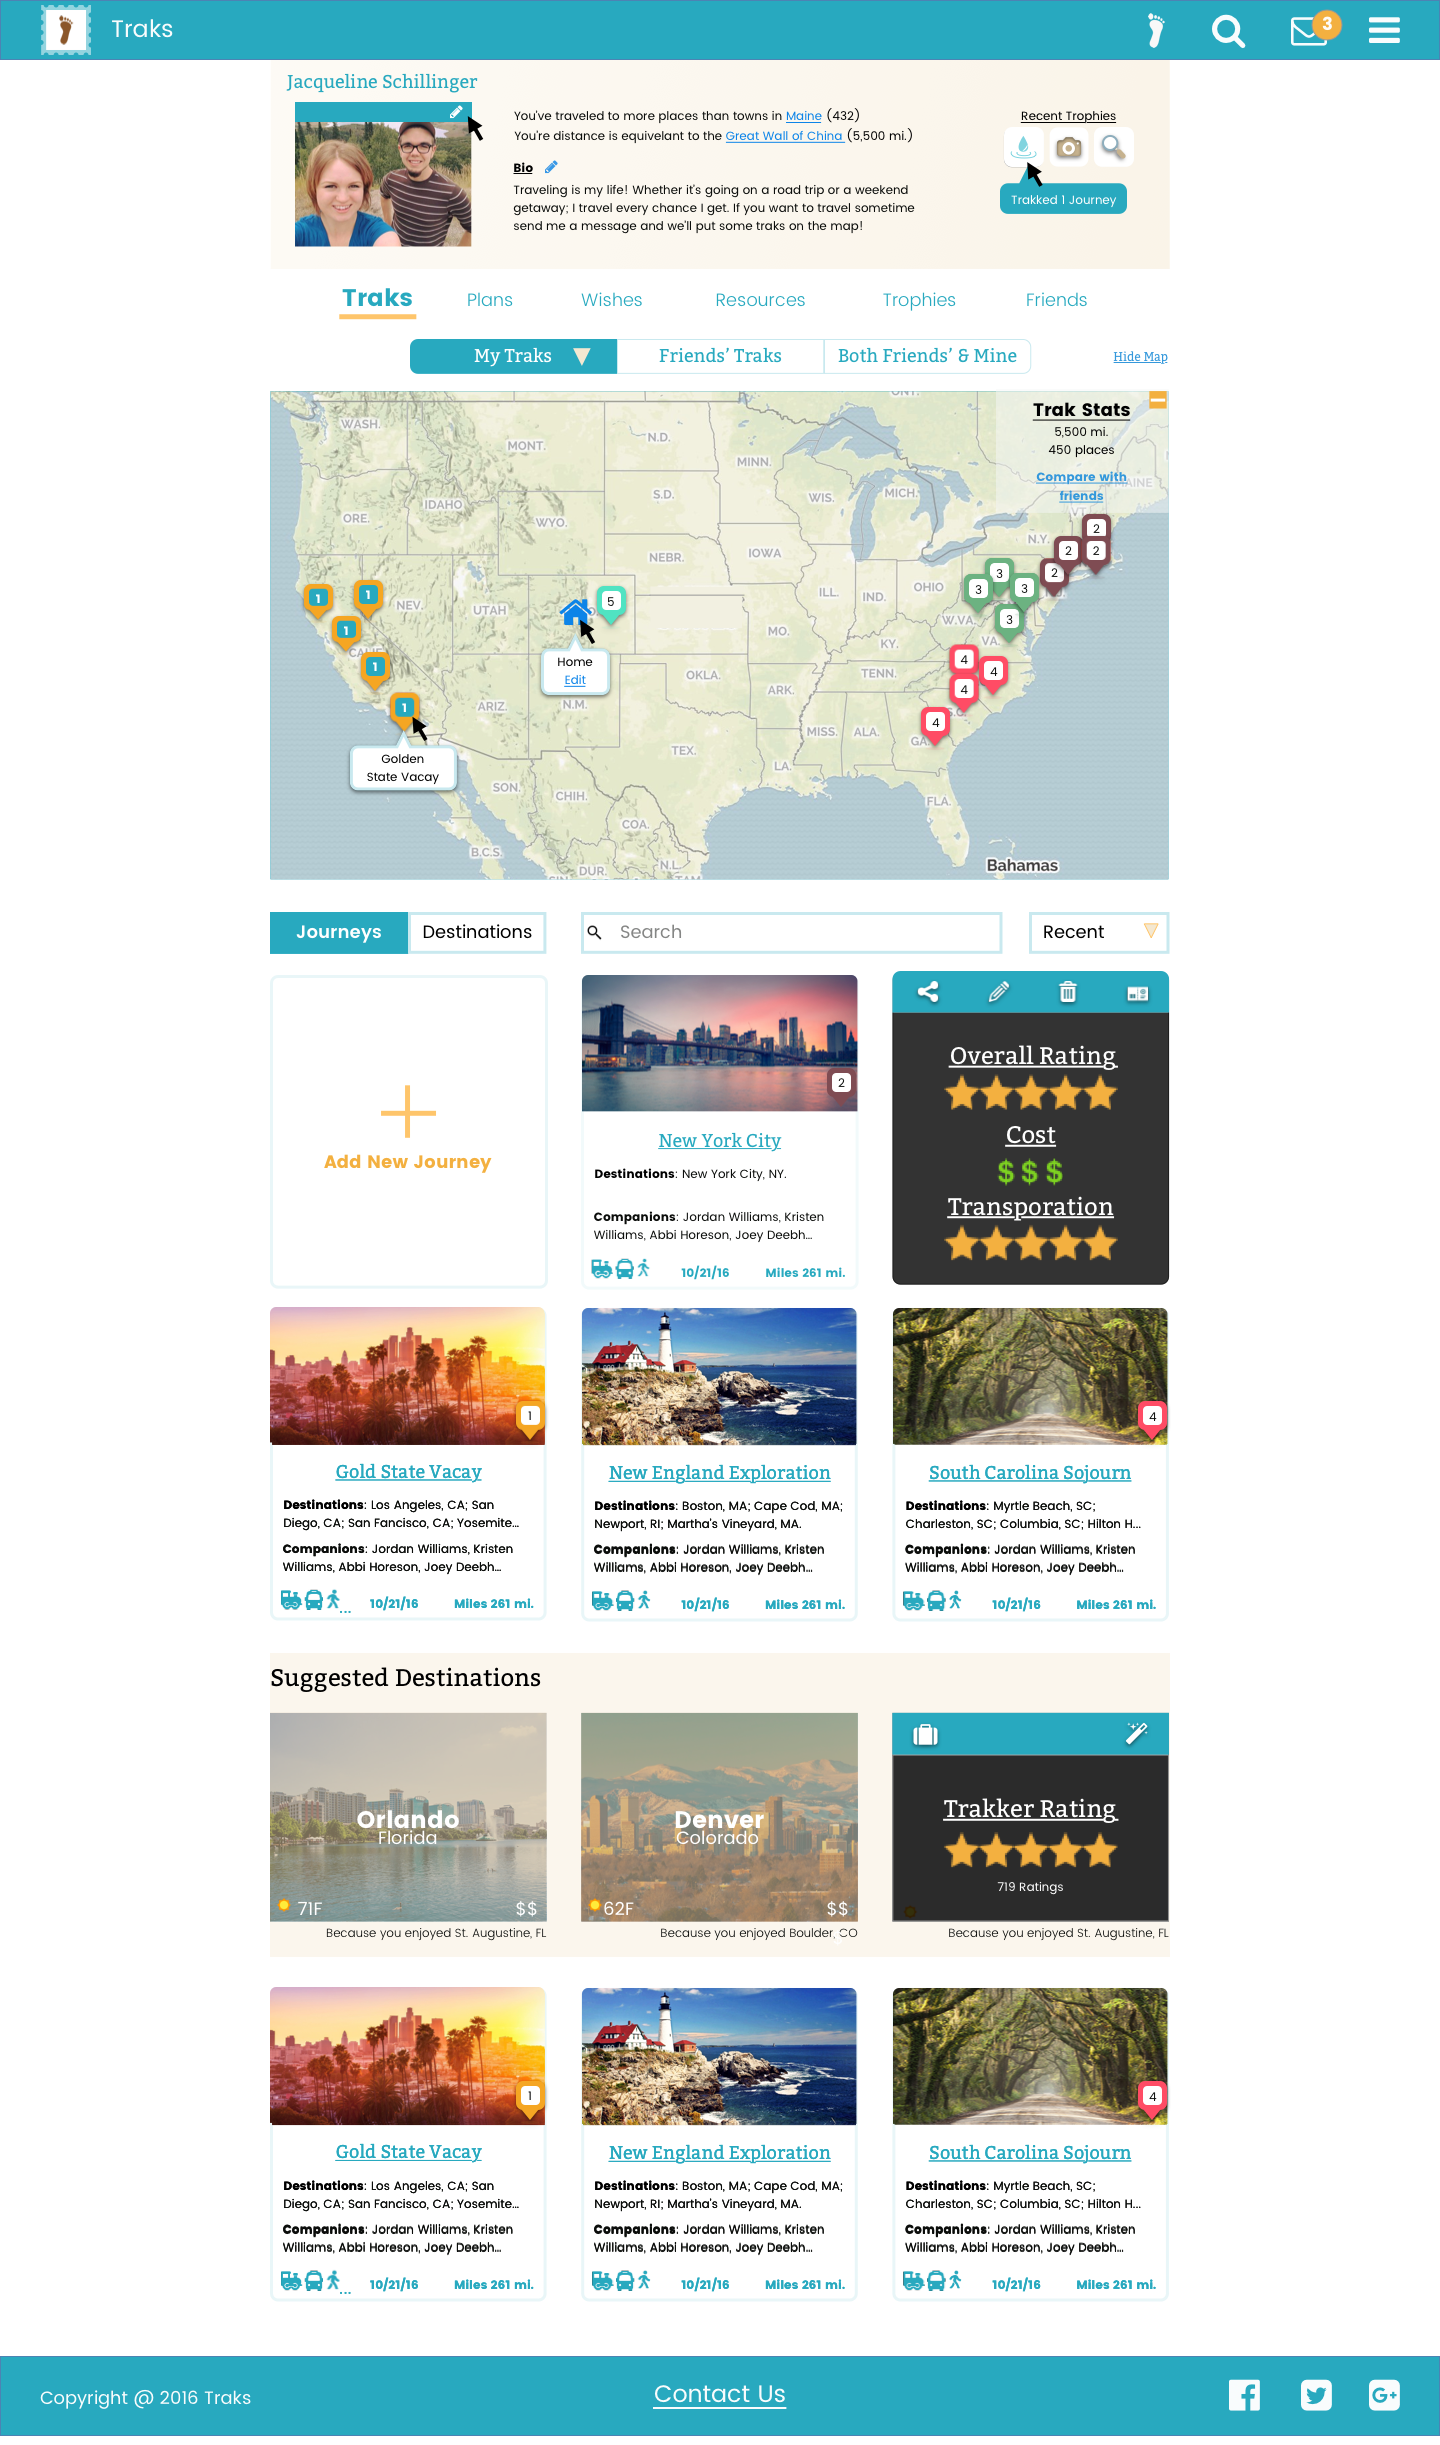 Traks
3
Jacqueline Schillinger
You've traveled to more places than towns in Maine (432)
You're distance is equivelant to the Great Wall of China (5,500 mi.)
Bio
Traveling is my life! Whether it's going on a road trip or a weekend
getaway; I travel every chance I get. If you want to travel sometime
send me a message and we'll put some traks on the map!
Recent Trophies
Trakked 1 Journey
Traks
Plans
Wishes
Resources
Trophies
Friends
My Traks
Friends' Traks
Both Friends' & Mine
Hide Map
ONT.
Trak Stats
5,500 mi.
450 places
Compare with
friends
WASH.
MONT.
N.D.
MINN.
MAINE
S.D.
WIS.
MICH.
IDAHO
ORE.
WYO.
VT.
N.Y.
2
2
2
2
NEBR.
IOWA
OHIO
ILL.
IND.
3
3
3
3
1
1
NEV.
UTAH
5
1
W.VA.
VA.
MO.
KY.
CALIF.
1
Home
Edit
OKLA.
TENN.
4
4
4
ARK.
1
ARIZ.
N.M.
S.C.
4
MISS.
ALA.
GA.
TEX.
Golden
State Vacay
LA.
SON.
CHIH.
FLA.
COA.
B.C.S.
DUR.
N.L.
SIN.
TAM.
Bahamas
Journeys
Destinations
Search
Recent
Add New Journey
2
New York City
Destinations: New York City, NY.
Companions: Jordan Williams, Kristen
Williams, Abbi Horeson, Joey Deebh...
10/21/16
Miles 261 mi.
Overall Rating
Cost
$ $ $
Transporation
1
Gold State Vacay
Destinations: Los Angeles, CA; San
Diego, CA; San Fancisco, CA; Yosemite...
Companions: Jordan Williams, Kristen
Williams, Abbi Horeson, Joey Deebh...
...
10/21/16
Miles 261 mi.
New England Exploration
Destinations: Boston, MA; Cape Cod, MA;
Newport, RI; Martha's Vineyard, MA.
Companions: Jordan Williams, Kristen
Williams, Abbi Horeson, Joey Deebh...
10/21/16
Miles 261 mi.
4
South Carolina Sojourn
Destinations: Myrtle Beach, SC;
Charleston, SC; Columbia, SC; Hilton H...
Companions: Jordan Williams, Kristen
Williams, Abbi Horeson, Joey Deebh...
10/21/16
Miles 261 mi.
Suggested Destinations
Orlando
Florida
71F
$$
Because you enjoyed St. Augustine, FL
Denver
Colorado
62F
$$
Because you enjoyed Boulder, CO
Trakker Rating
719 Ratings
Because you enjoyed St. Augustine, FL
1
Gold State Vacay
Destinations: Los Angeles, CA; San
Diego, CA; San Fancisco, CA; Yosemite...
Companions: Jordan Williams, Kristen
Williams, Abbi Horeson, Joey Deebh...
...
10/21/16
Miles 261 mi.
New England Exploration
Destinations: Boston, MA; Cape Cod, MA;
Newport, RI; Martha's Vineyard, MA.
Companions: Jordan Williams, Kristen
Williams, Abbi Horeson, Joey Deebh...
10/21/16
Miles 261 mi.
4
South Carolina Sojourn
Destinations: Myrtle Beach, SC;
Charleston, SC; Columbia, SC; Hilton H...
Companions: Jordan Williams, Kristen
Williams, Abbi Horeson, Joey Deebh...
10/21/16
Miles 261 mi.
Copyright @ 2016 Traks
Contact Us